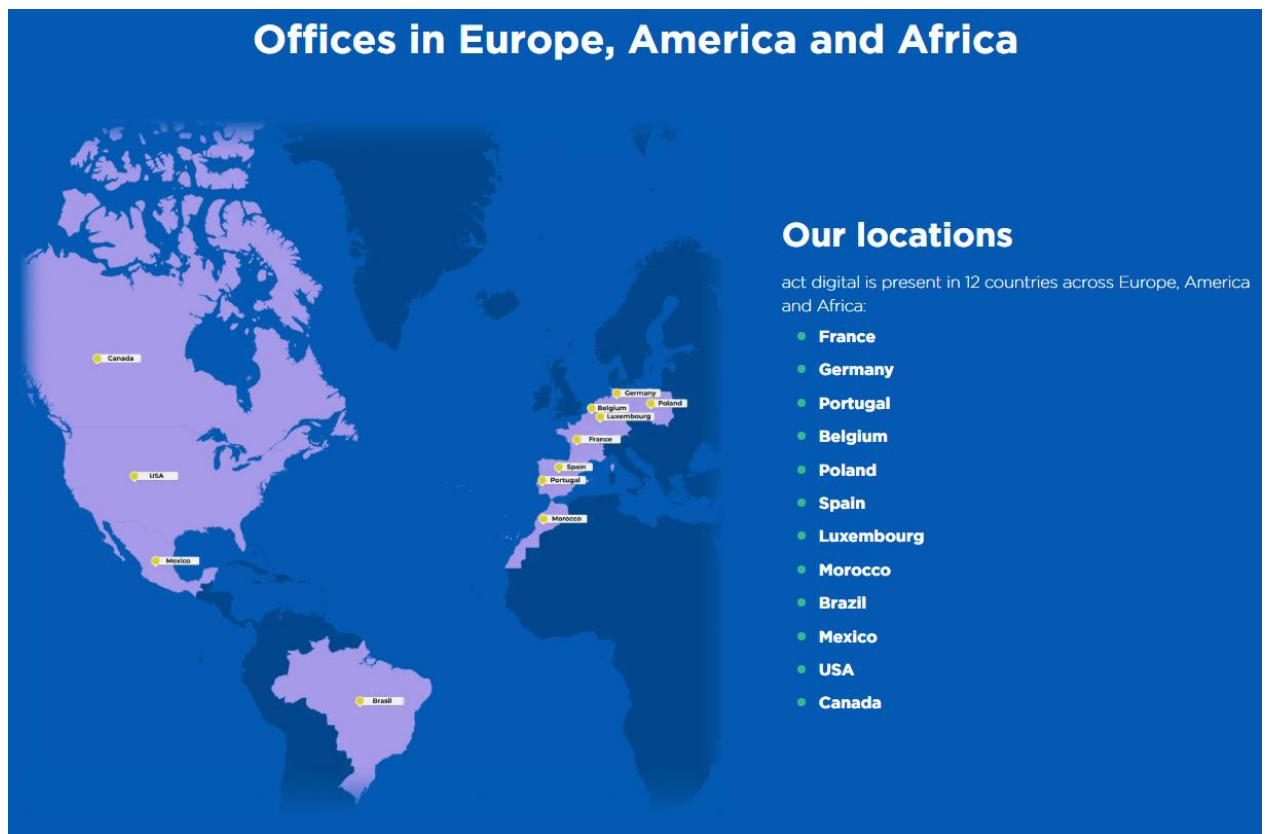 Offices in Europe, America and Africa
Canada
USA
Mexico
Brasil
Germany
Poland
Belgium
Luxembourg
France
Spain
Portugal
Morocco
Our locations
act digital is present in 12 countries across Europe, America
and Africa:
France
Germany
Portugal
Belgium
Poland
Spain
Luxembourg
Morocco
Brazil
Mexico
USA
Canada